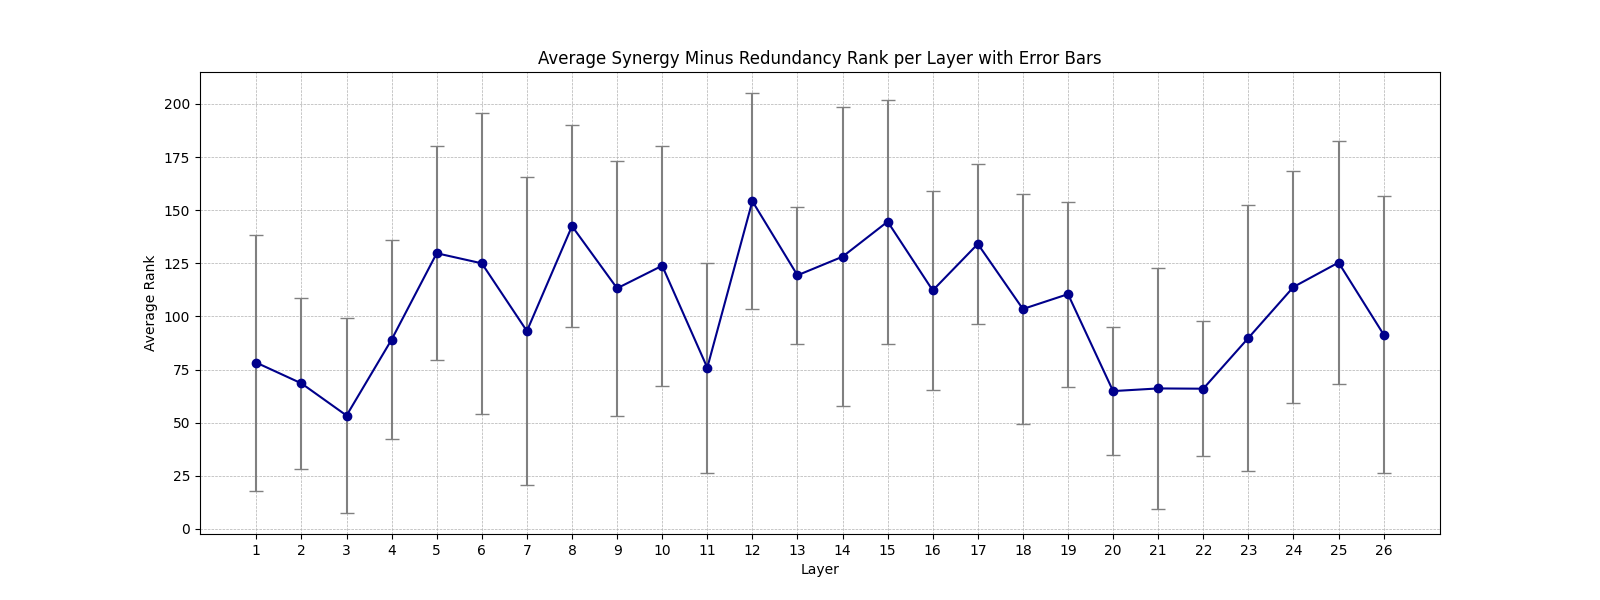 Average Synergy Minus Redundancy Rank per Layer with Error Bars
200
175
150
125
100
75
50
25
0
Average Rank
1 2 3 4 5 6 7 8 9 10 11 12 13 14 15 16 17 18 19 20 21 22 23 24 25 26
Layer